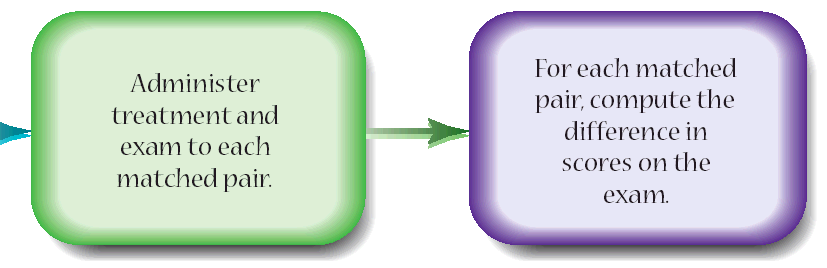 Administer
treatment and
exam to each
matched pair.
For each matched
pair, compute the
difference in
scores on the
exam.